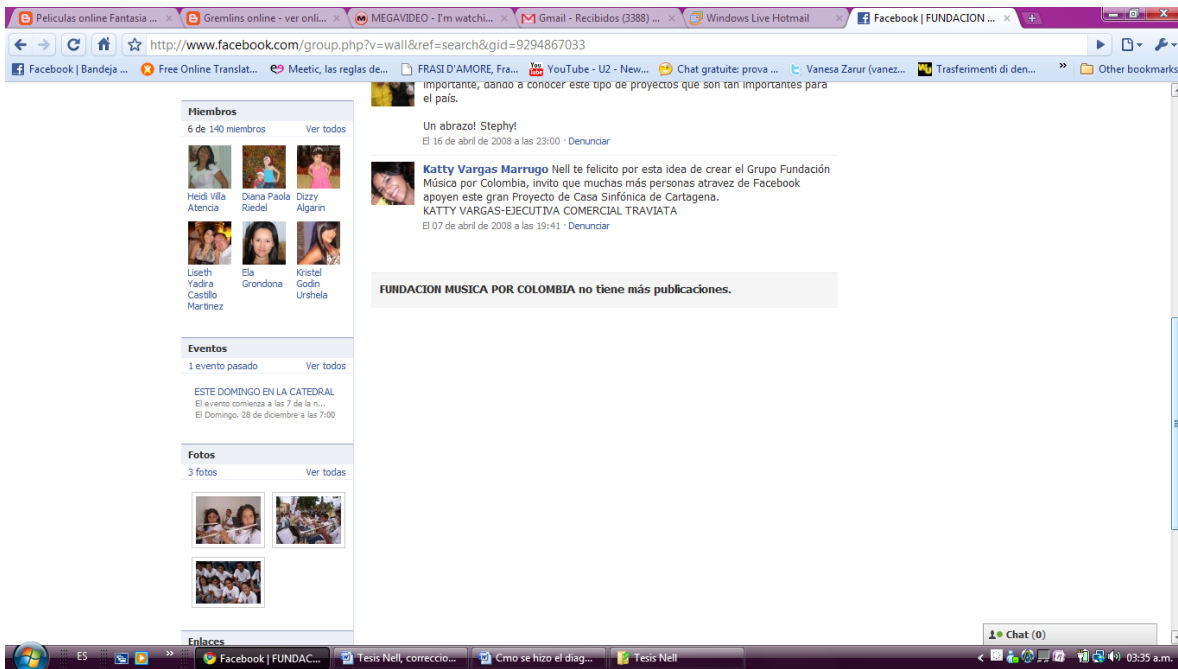 Peliculas online Fantasia ...
Gremlins online - ver onli...
MEGAVIDEO - I'm watchi...
Gmail - Recibidos (3388) ...
Windows Live Hotmail
Facebook | FUNDACION ...
http://www.facebook.com/group.php?v=wall&ref=search&gid=9294867033
Facebook | Bandeja ...
Free Online Translat...
Meetic, las reglas de...
FRASI D'AMORE, Fra...
YouTube - U2 - New...
Chat gratuite: prova ...
Vanesa Zarur (vanez...
Trasferimenti di den...
»
Other bookmarks
importante, dando a conocer este tipo de proyectos que son tan importantes para
el país.
Un abrazo! Stephy!
El 16 de abril de 2008 a las 23:00 · Denunciar
Katty Vargas Marrugo Nell te felicito por esta idea de crear el Grupo Fundación
Música por Colombia, invito que muchas más personas atravez de Facebook
apoyen este gran Proyecto de Casa Sinfónica de Cartagena.
KATTY VARGAS-EJECUTIVA COMERCIAL TRAVIATA
El 07 de abril de 2008 a las 19:41 · Denunciar
FUNDACION MUSICA POR COLOMBIA no tiene más publicaciones.
Miembros
6 de 140 miembros Ver todos
Heidi Villa
Atencia
Diana Paola
Riedel
Dizzy
Algarin
Liseth
Yadira
Castillo
Martinez
Ela
Grondona
Kristel
Godin
Urshela
Eventos
1 evento pasado Ver todos
ESTE DOMINGO EN LA CATEDRAL
El evento comienza a las 7 de la n...
El Domingo, 28 de diciembre a las 7:00
Fotos
3 fotos Ver todas
Enlaces
Chat (0)
ES
»
Facebook | FUNDAC...
Tesis Nell, correccio...
Cmo se hizo el diag...
Tesis Nell
03:35 a.m.